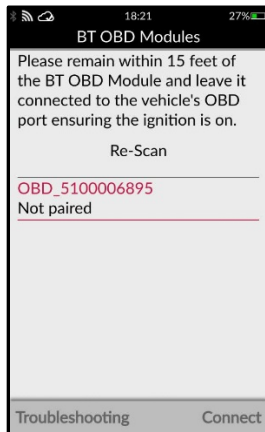 18:21
27%
BT OBD Modules
Please remain within 15 feet of
the BT OBD Module and leave it
connected to the vehicle's OBD
port ensuring the ignition is on.
Re-Scan
OBD_5100006895
Not paired
Troubleshooting Connect